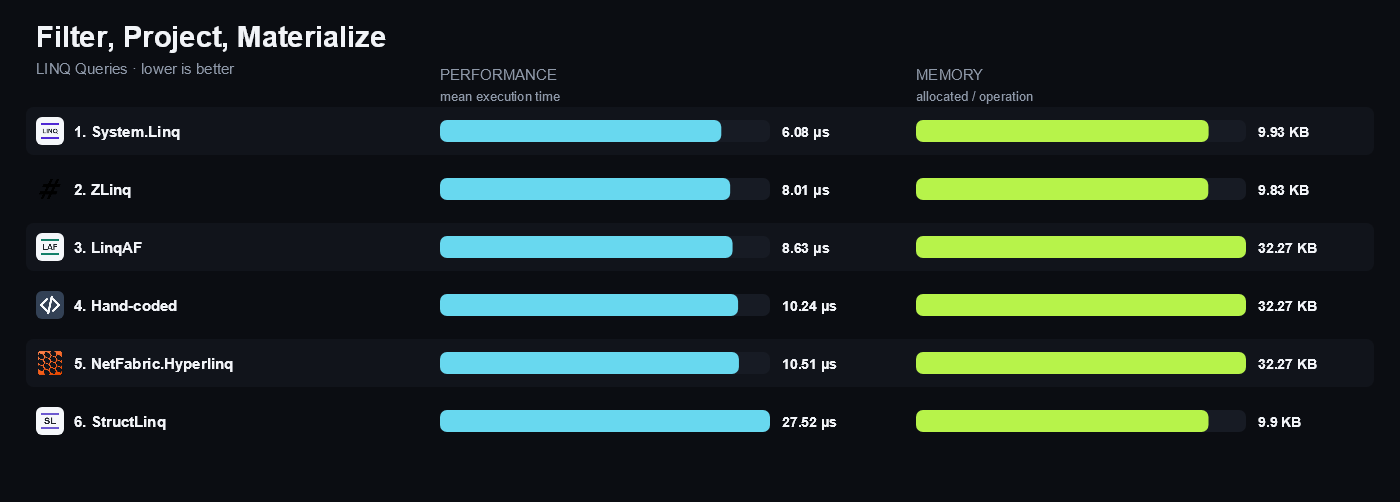 Filter, Project, Materialize
LINQ Queries · lower is better
PERFORMANCE
mean execution time
MEMORY
allocated / operation
LINQ 1. System.Linq 6.08 µs 9.93 KB
# 2. ZLinq 8.01 µs 9.83 KB
LAF 3. LinqAF 8.63 µs 32.27 KB
</> 4. Hand-coded 10.24 µs 32.27 KB
5. NetFabric.Hyperlinq 10.51 µs 32.27 KB
SL 6. StructLinq 27.52 µs 9.9 KB